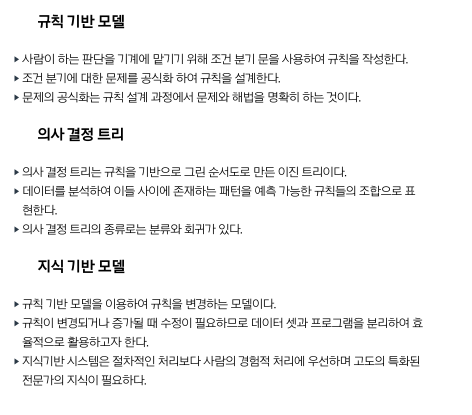 규칙 기반 모델
▸ 사람이 하는 판단을 기계에 맡기기 위해 조건 분기 문을 사용하여 규칙을 작성한다.
▸ 조건 분기에 대한 문제를 공식화 하여 규칙을 설계한다.
▸ 문제의 공식화는 규칙 설계 과정에서 문제와 해법을 명확히 하는 것이다.
의사 결정 트리
▸ 의사 결정 트리는 규칙을 기반으로 그린 순서도로 만든 이진 트리이다.
▸ 데이터를 분석하여 이들 사이에 존재하는 패턴을 예측 가능한 규칙들의 조합으로 표
현한다.
▸ 의사 결정 트리의 종류로는 분류와 회귀가 있다.
지식 기반 모델
▸ 규칙 기반 모델을 이용하여 규칙을 변경하는 모델이다.
▸ 규칙이 변경되거나 증가될 때 수정이 필요하므로 데이터 셋과 프로그램을 분리하여 효
율적으로 활용하고자 한다.
▸ 지식기반 시스템은 절차적인 처리보다 사람의 경험적 처리에 우선하며 고도의 특화된
전문가의 지식이 필요하다.